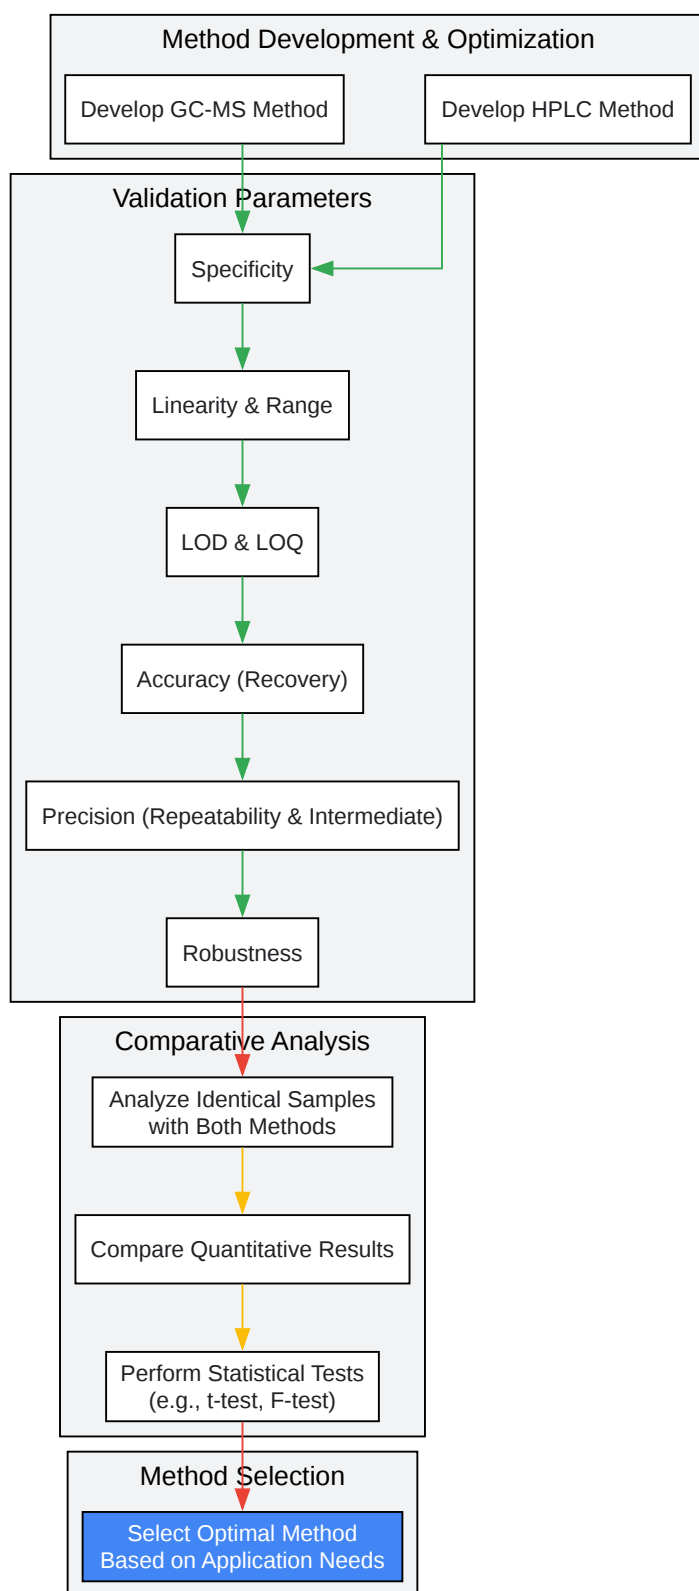 Method Development & Optimization
Develop GC-MS Method
Develop HPLC Method
Validation Parameters
Specificity
Linearity & Range
LOD & LOQ
Accuracy (Recovery)
Precision (Repeatability & Intermediate)
Robustness
Comparative Analysis
Analyze Identical Samples
with Both Methods
Compare Quantitative Results
Perform Statistical Tests
(e.g., t-test, F-test)
Method Selection
Select Optimal Method
Based on Application Needs